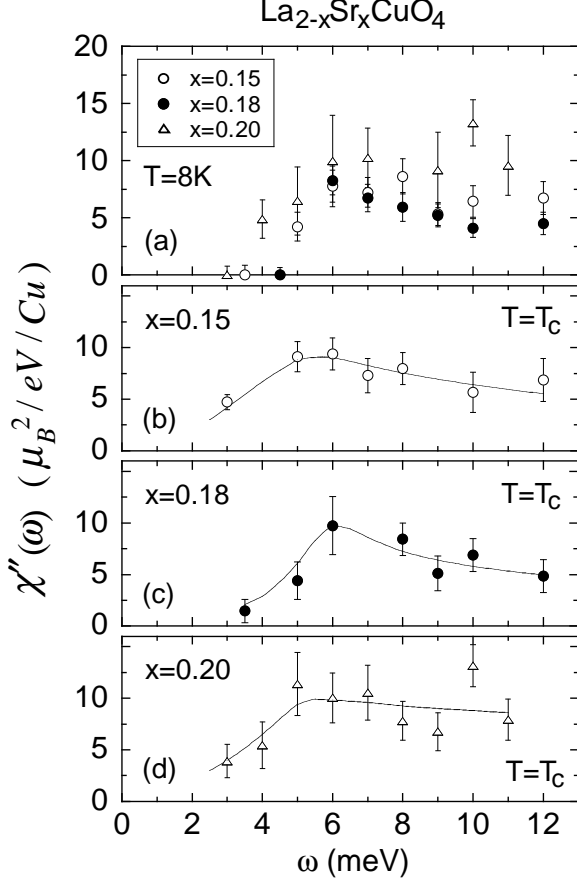 La2-xSrxCuO4
20
x=0.15
x=0.18
x=0.20
15
10
T=8K
5
(a)
0
x=0.15
T=Tc
10
5
(b)
0
x=0.18
T=Tc
10
5
(c)
0
x=0.20
10
5
(d)
T=Tc
0
0 2 4 6 8 10 12
ω (meV)
χ″(ω) (μB2/eV/Cu)